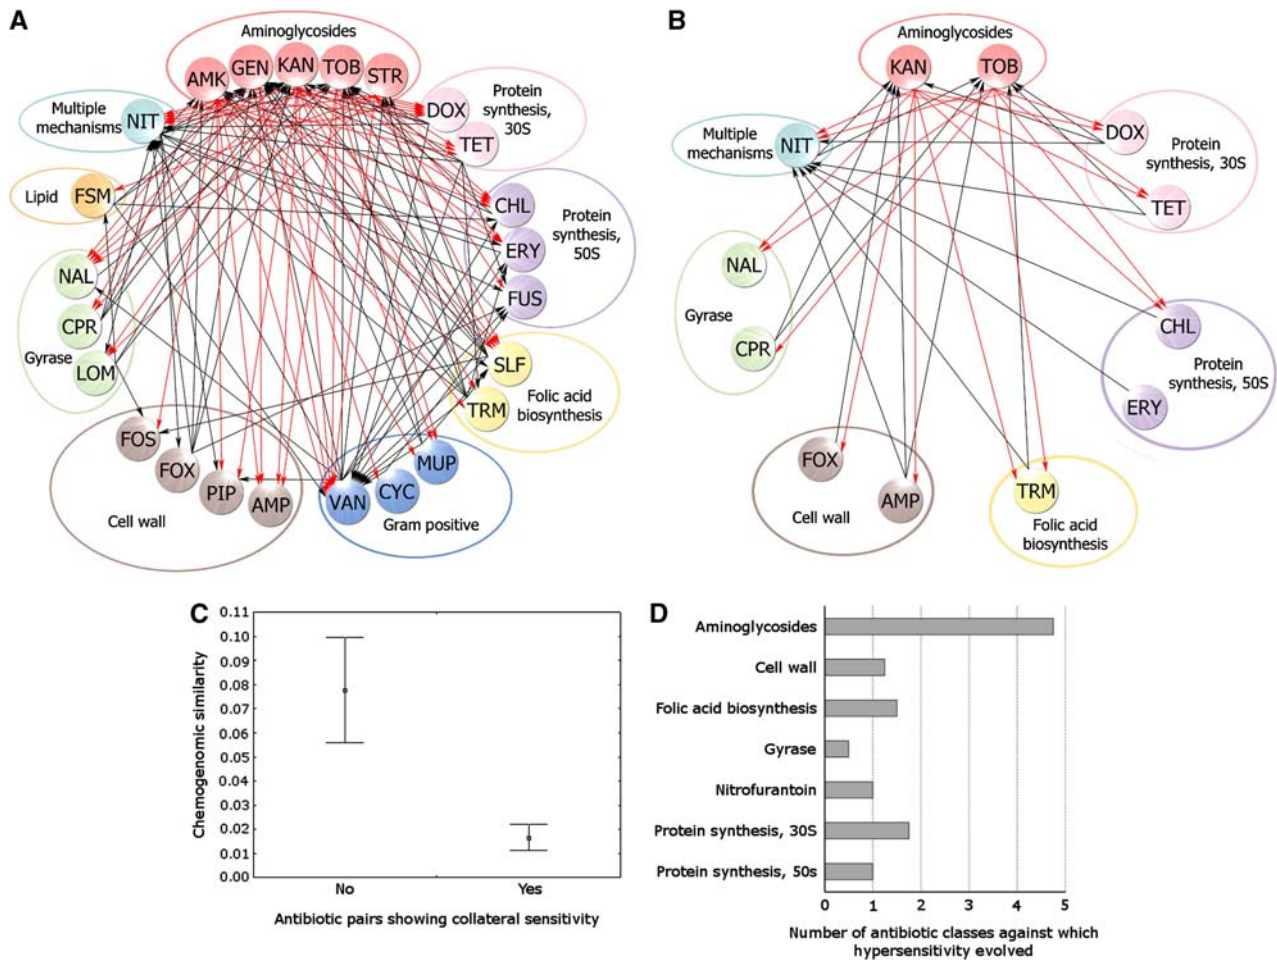 A
Aminoglycosides
AMK
GEN
KAN
TOB
STR
Multiple
mechanisms
NIT
DOX
TET
Protein
synthesis, 30S
Lipid
FSM
CHL
ERY
FUS
Protein
synthesis,
50S
NAL
CPR
LOM
Gyrase
SLF
TRM
Folic acid
biosynthesis
FOS
FOX
PIP
AMP
Cell wall
VAN
CYC
MUP
Gram positive
B
Aminoglycosides
KAN
TOB
Multiple
mechanisms
NIT
DOX
TET
Protein
synthesis, 30S
NAL
CPR
Gyrase
CHL
ERY
Protein
synthesis, 50S
FOX
AMP
Cell wall
TRM
Folic acid
biosynthesis
C
Chemogenomic similarity
0.11
0.10
0.09
0.08
0.07
0.06
0.05
0.04
0.03
0.02
0.01
0.00
No
Yes
Antibiotic pairs showing collateral sensitivity
D
Aminoglycosides
Cell wall
Folic acid biosynthesis
Gyrase
Nitrofurantoin
Protein synthesis, 30S
Protein synthesis, 50s
0 1 2 3 4 5
Number of antibiotic classes against which
hypersensitivity evolved